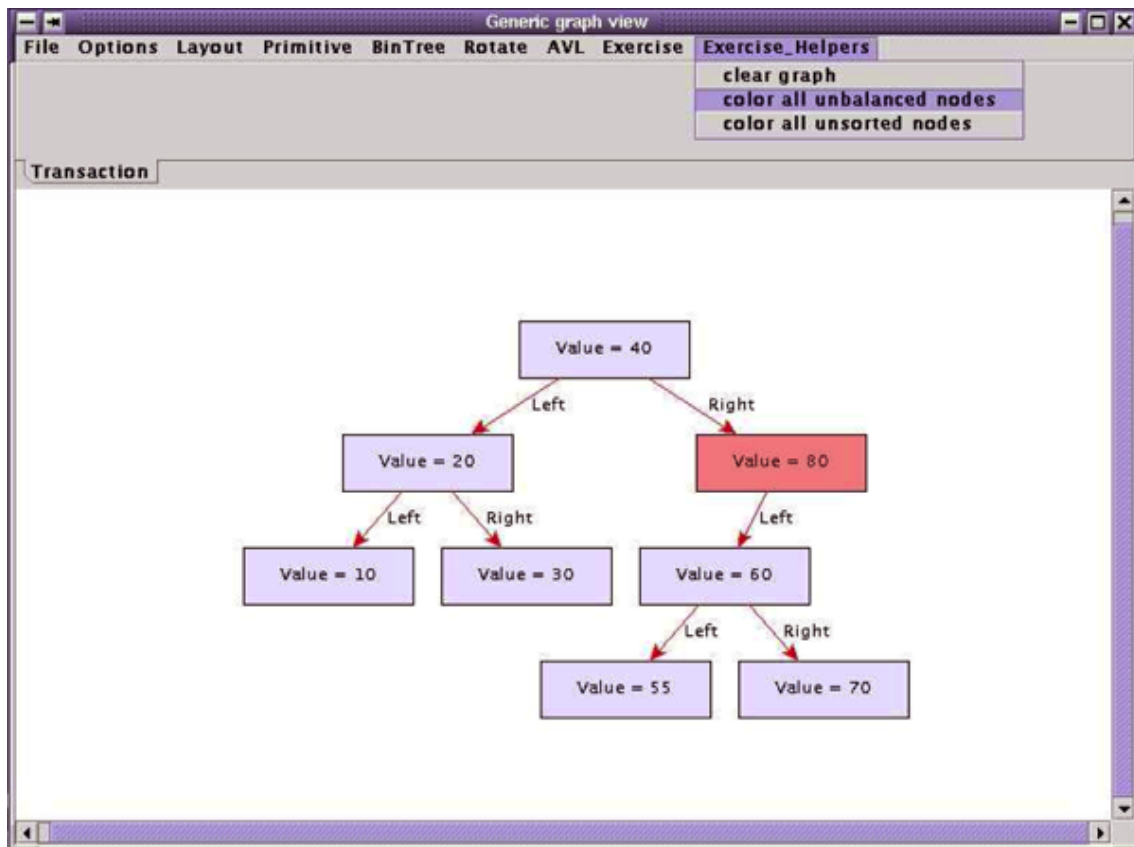 Generic graph view
File Options Layout Primitive BinTree Rotate AVL Exercise Exercise_Helpers
clear graph
color all unbalanced nodes
color all unsorted nodes
Transaction
Value = 40
Left Right
Value = 20 Value = 80
Left Right Left
Value = 10 Value = 30 Value = 60
Left Right
Value = 55 Value = 70